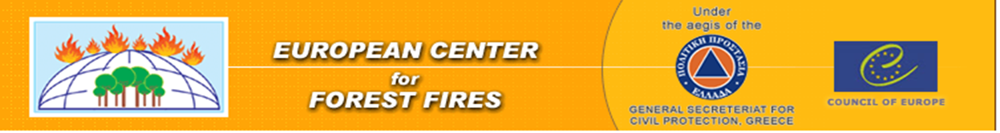 EUROPEAN CENTER
for
FOREST FIRES
Under
the aegis of the
ΠΟΛΙΤΙΚΗ ΠΡΟΣΤΑΣΙΑ
ΕΛΛΑΔΑ
GENERAL SECRETERIAT FOR
CIVIL PROTECTION, GREECE
COUNCIL OF EUROPE